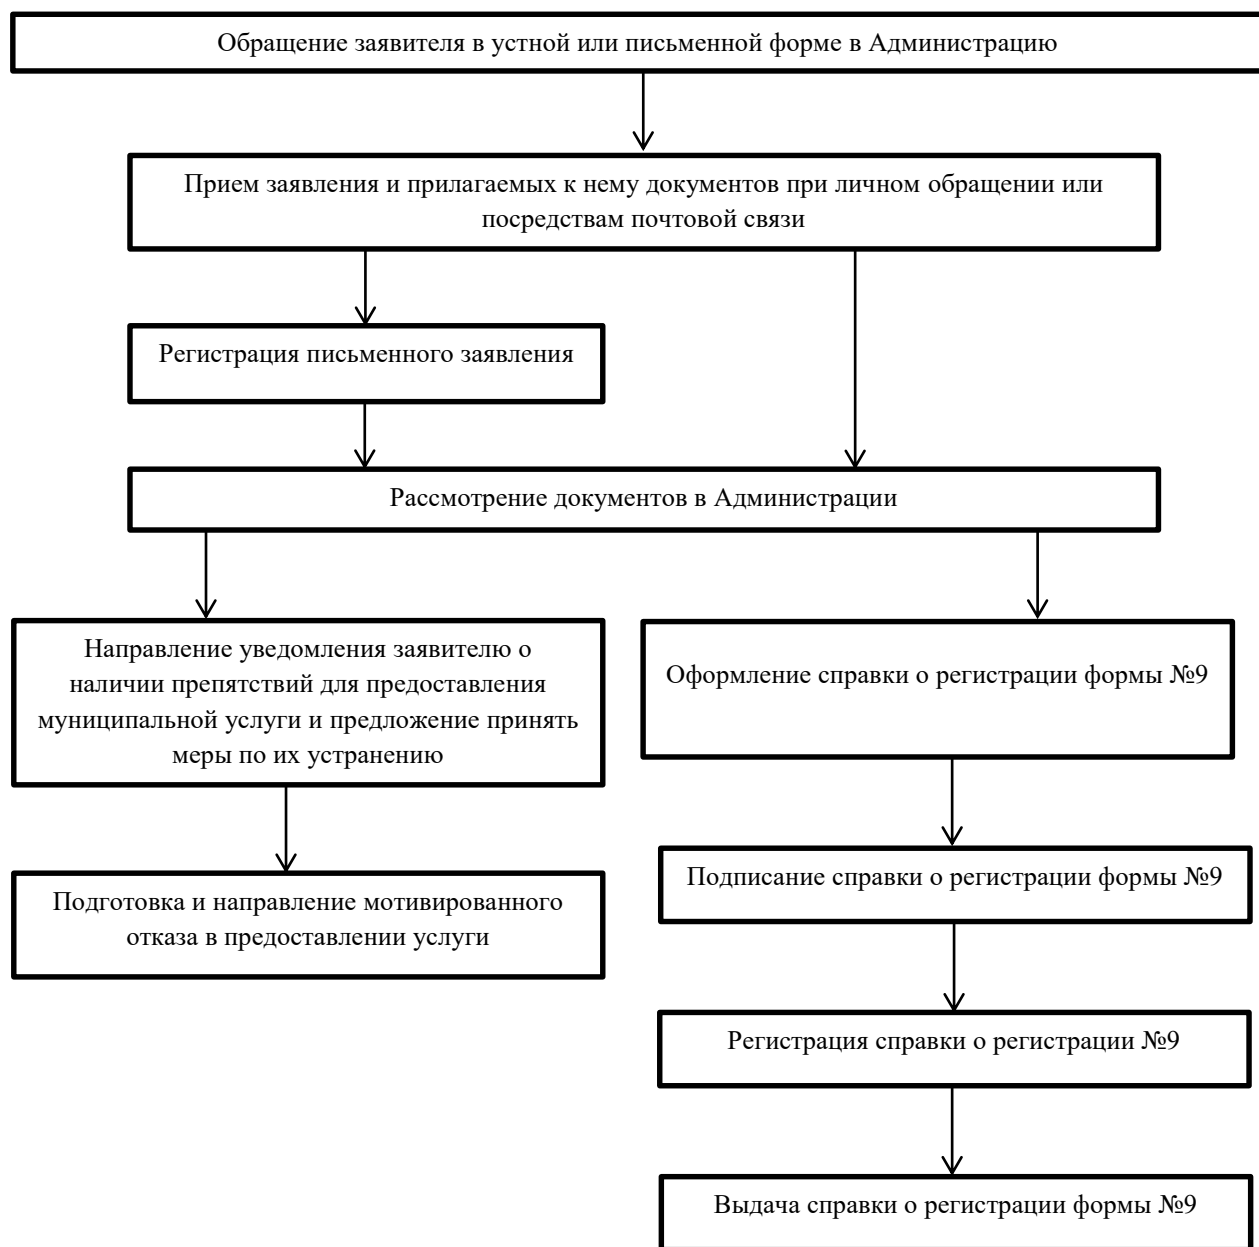 Обращение заявителя в устной или письменной форме в Администрацию
Прием заявления и прилагаемых к нему документов при личном обращении или
посредствам почтовой связи
Регистрация письменного заявления
Рассмотрение документов в Администрации
Направление уведомления заявителю о
наличии препятствий для предоставления
муниципальной услуги и предложение принять
меры по их устранению
Подготовка и направление мотивированного
отказа в предоставлении услуги
Оформление справки о регистрации формы №9
Подписание справки о регистрации формы №9
Регистрация справки о регистрации №9
Выдача справки о регистрации формы №9